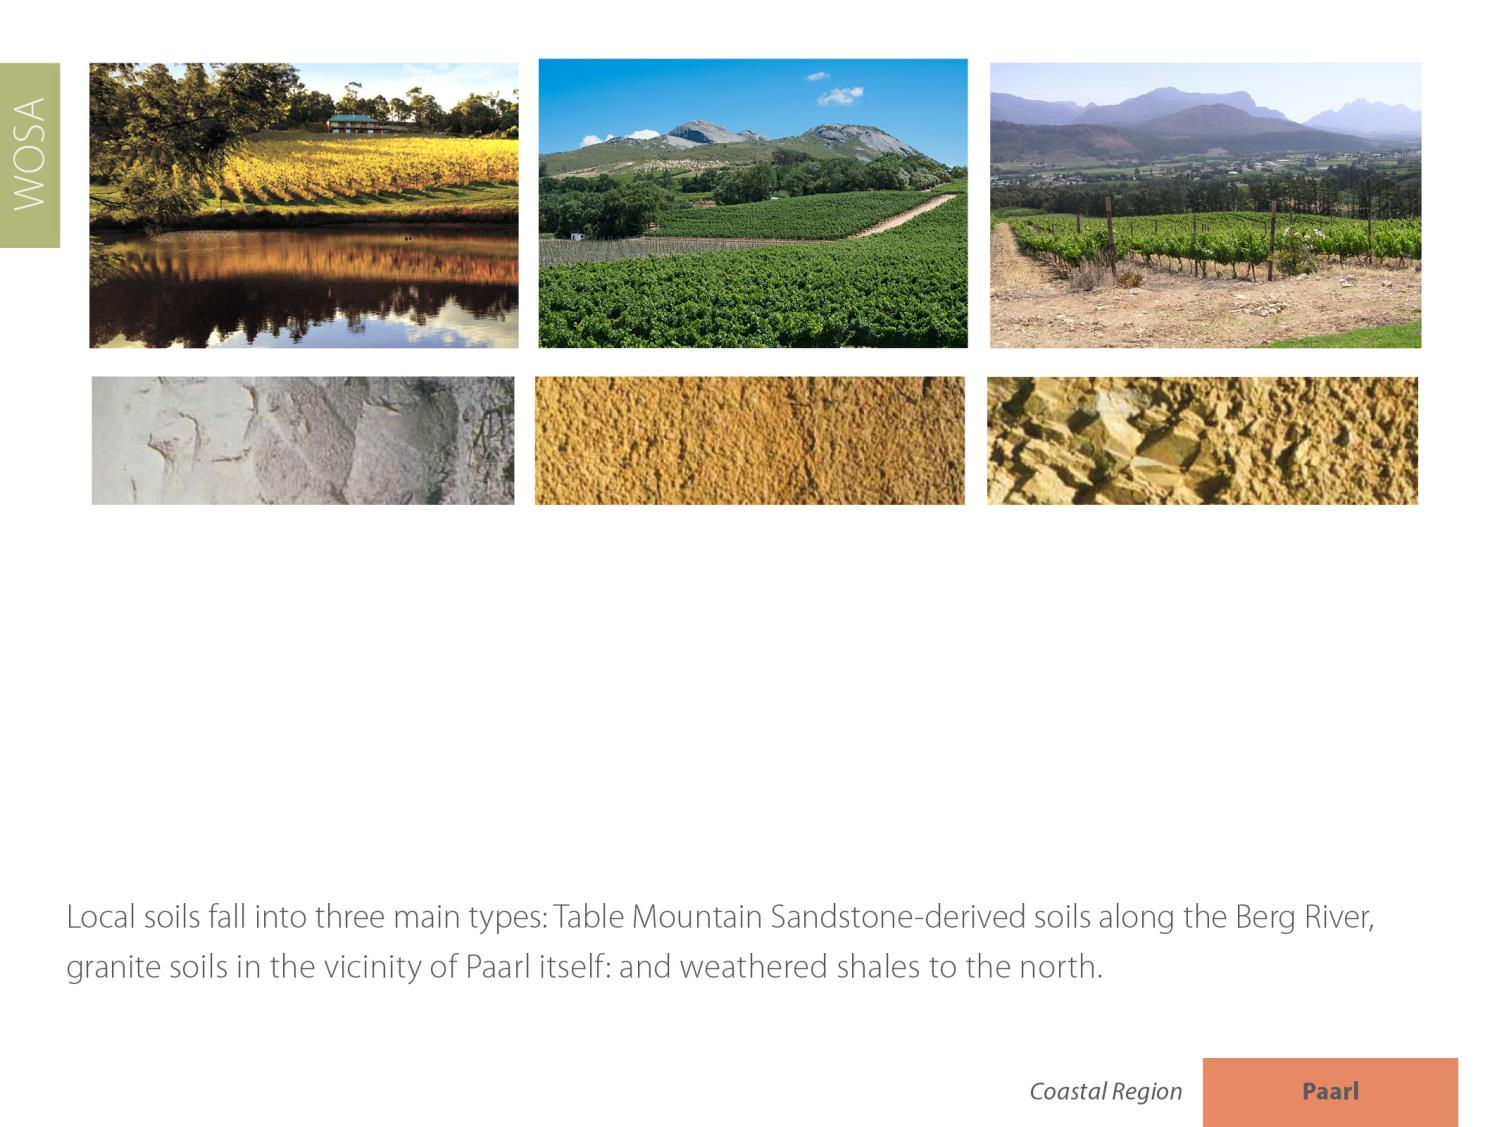 WOSA
Local soils fall into three main types: Table Mountain Sandstone-derived soils along the Berg River,
granite soils in the vicinity of Paarl itself: and weathered shales to the north.
Coastal Region
Paarl